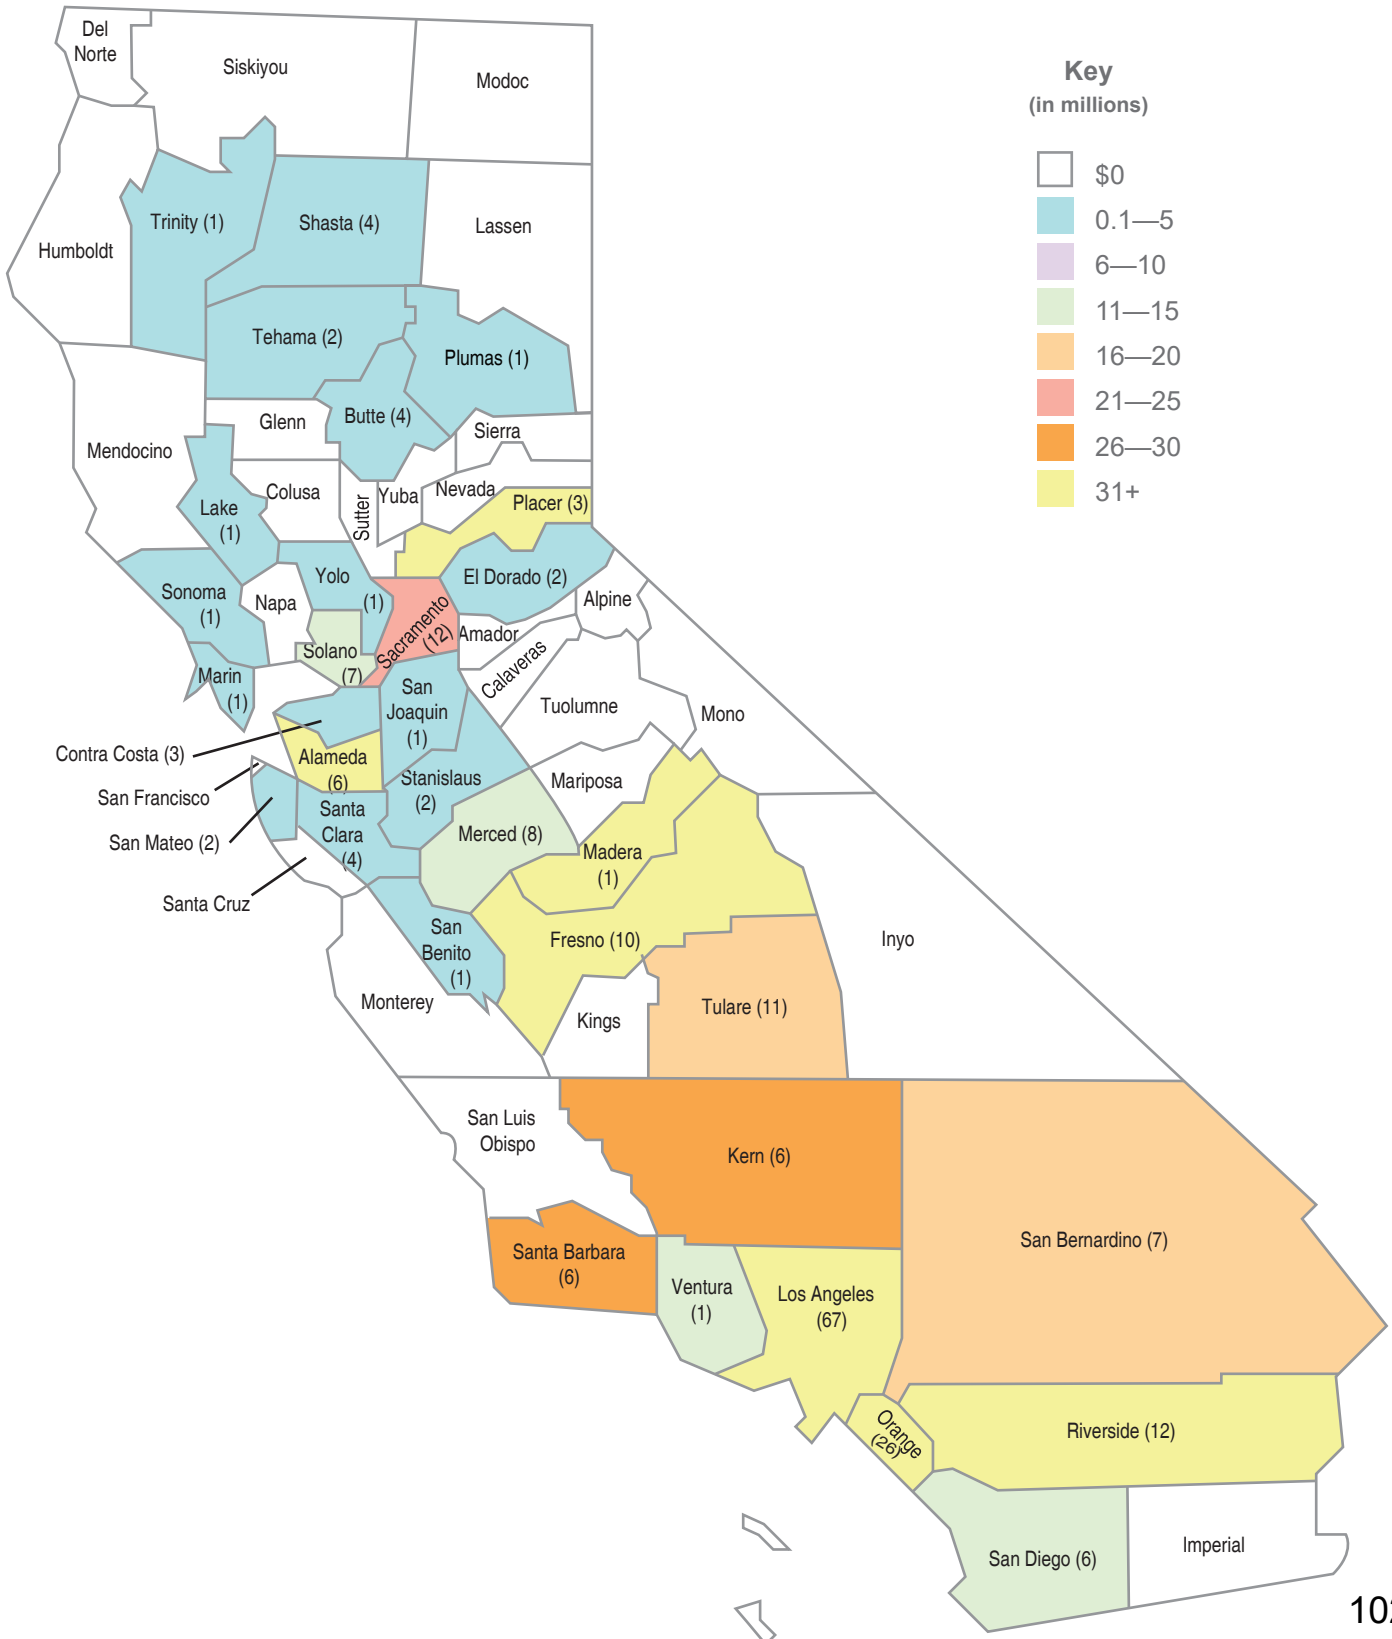 Del
Norte
Siskiyou
Modoc
Key
(in millions)
$0
0.1—5
6—10
11—15
16—20
21—25
26—30
31+
Humboldt
Trinity (1)
Shasta (4)
Lassen
Tehama (2)
Plumas (1)
Mendocino
Glenn
Butte (4)
Sierra
Lake
(1)
Colusa
Sutter
Yuba
Nevada
Placer (3)
Sonoma
(1)
Napa
Yolo
(1)
El Dorado (2)
Alpine
Sacramento
(12)
Amador
Solano
(7)
Marin
(1)
Calaveras
San
Joaquin
(1)
Tuolumne
Mono
Contra Costa (3)
Alameda
(6)
Stanislaus
(2)
Mariposa
San Francisco
San Mateo (2)
Santa
Clara
(4)
Merced (8)
Madera
(1)
Santa Cruz
San
Benito
(1)
Fresno (10)
Inyo
Monterey
Kings
Tulare (11)
San Luis
Obispo
Kern (6)
San Bernardino (7)
Santa Barbara
(6)
Ventura
(1)
Los Angeles
(67)
Orange
(26)
Riverside (12)
San Diego (6)
Imperial